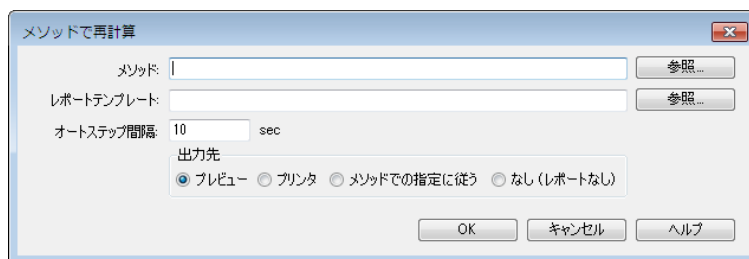 メソッドで再計算
メソッド: 参照...
レポートテンプレート: 参照...
オートステップ間隔: 10 sec
出力先
プレビュー プリンタ メソッドでの指定に従う なし(レポートなし)
OK キャンセル ヘルプ